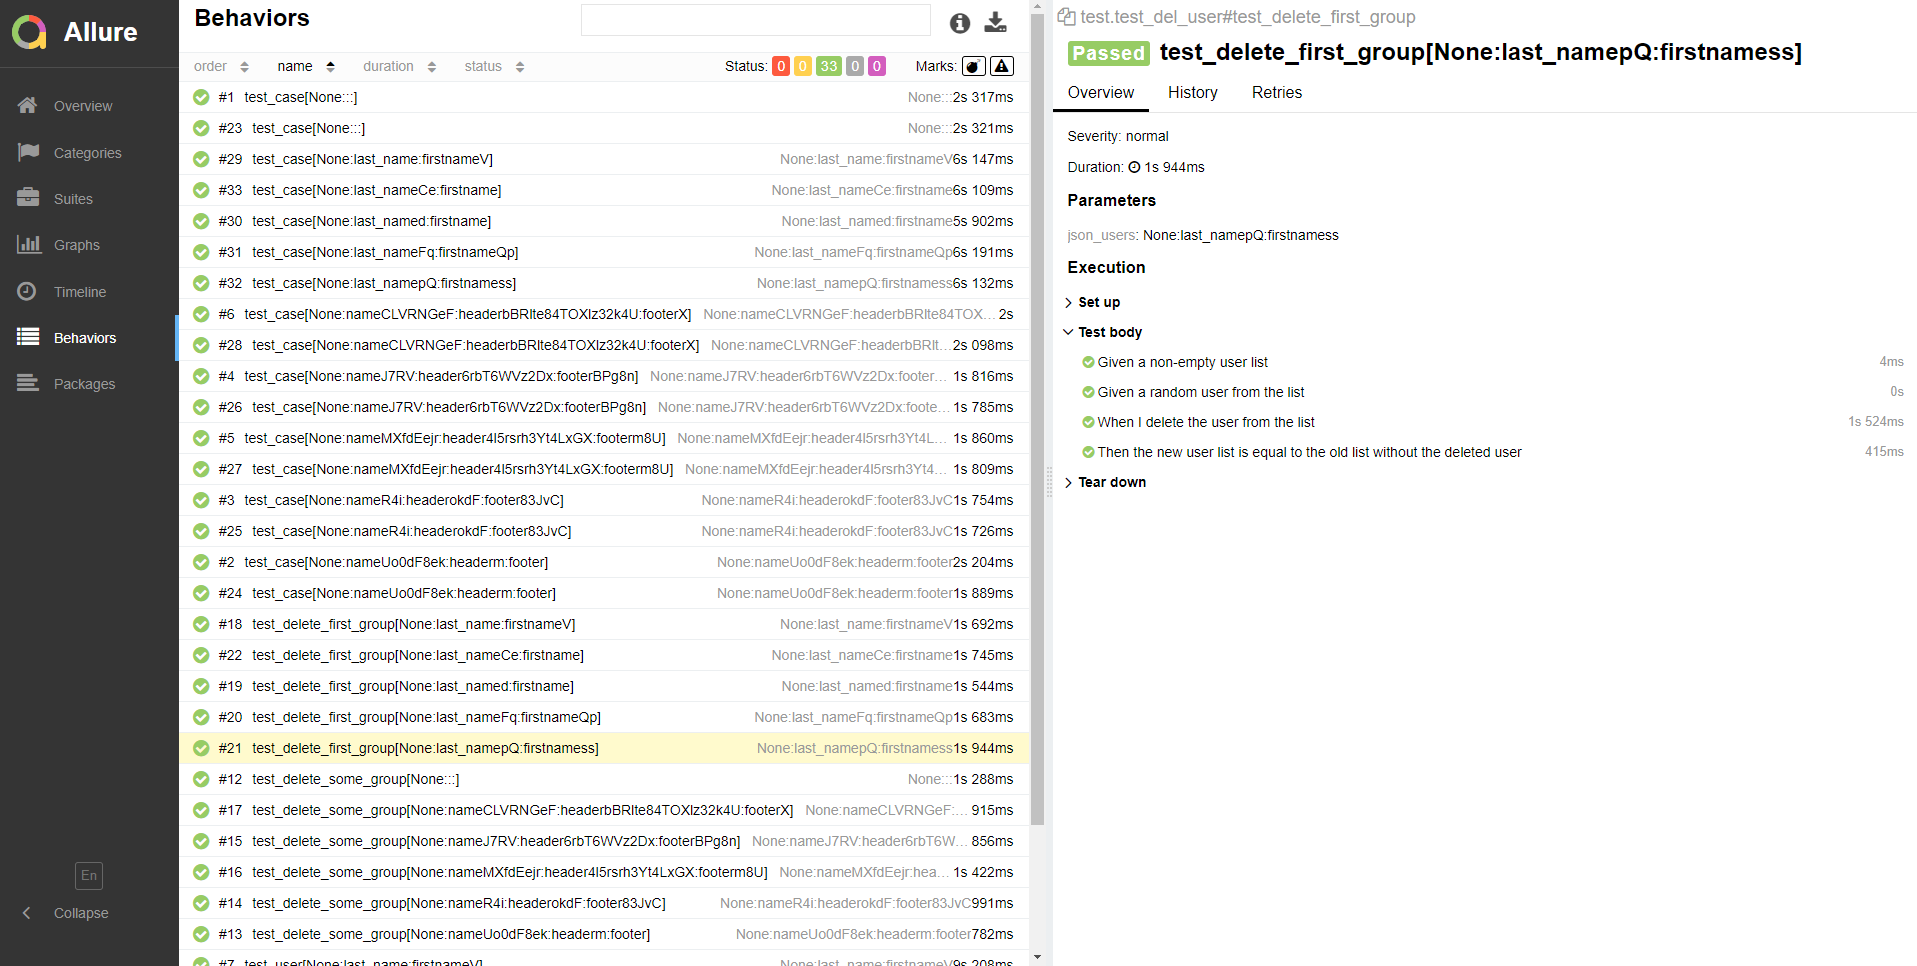 Allure
Overview
Categories
Suites
Graphs
Timeline
Behaviors
Packages
En
Collapse
Behaviors
order name duration status Status: 0 0 33 0 0 Marks:
#1 test_case[None:::] None:::2s 317ms
#23 test_case[None:::] None:::2s 321ms
#29 test_case[None:last_name:firstnameV] None:last_name:firstnameV6s 147ms
#33 test_case[None:last_nameCe:firstname] None:last_nameCe:firstname6s 109ms
#30 test_case[None:last_named:firstname] None:last_named:firstname5s 902ms
#31 test_case[None:last_nameFq:firstnameQp] None:last_nameFq:firstnameQp6s 191ms
#32 test_case[None:last_namepQ:firstnamess] None:last_namepQ:firstnamess6s 132ms
#6 test_case[None:nameCLVRNGeF:headerbBRIte84TOXIz32k4U:footerX] None:nameCLVRNGeF:headerbBRIte84TOX… 2s
#28 test_case[None:nameCLVRNGeF:headerbBRIte84TOXIz32k4U:footerX] None:nameCLVRNGeF:headerbBRIt…2s 098ms
#4 test_case[None:nameJ7RV:header6rbT6WVz2Dx:footerBPg8n] None:nameJ7RV:header6rbT6WVz2Dx:footer… 1s 816ms
#26 test_case[None:nameJ7RV:header6rbT6WVz2Dx:footerBPg8n] None:nameJ7RV:header6rbT6WVz2Dx:foote… 1s 785ms
#5 test_case[None:nameMXfdEejr:header4I5rsrh3Yt4LxGX:footerm8U] None:nameMXfdEejr:header4I5rsrh3Yt4L… 1s 860ms
#27 test_case[None:nameMXfdEejr:header4I5rsrh3Yt4LxGX:footerm8U] None:nameMXfdEejr:header4I5rsrh3Yt4… 1s 809ms
#3 test_case[None:nameR4i:headerokdF:footer83JvC] None:nameR4i:headerokdF:footer83JvC1s 754ms
#25 test_case[None:nameR4i:headerokdF:footer83JvC] None:nameR4i:headerokdF:footer83JvC1s 726ms
#2 test_case[None:nameUo0dF8ek:headerm:footer] None:nameUo0dF8ek:headerm:footer2s 204ms
#24 test_case[None:nameUo0dF8ek:headerm:footer] None:nameUo0dF8ek:headerm:footer1s 889ms
#18 test_delete_first_group[None:last_name:firstnameV] None:last_name:firstnameV1s 692ms
#22 test_delete_first_group[None:last_nameCe:firstname] None:last_nameCe:firstname1s 745ms
#19 test_delete_first_group[None:last_named:firstname] None:last_named:firstname1s 544ms
#20 test_delete_first_group[None:last_nameFq:firstnameQp] None:last_nameFq:firstnameQp1s 683ms
#21 test_delete_first_group[None:last_namepQ:firstnamess] None:last_namepQ:firstnamess1s 944ms
#12 test_delete_some_group[None:::] None:::1s 288ms
#17 test_delete_some_group[None:nameCLVRNGeF:headerbBRIte84TOXIz32k4U:footerX] None:nameCLVRNGeF:… 915ms
#15 test_delete_some_group[None:nameJ7RV:header6rbT6WVz2Dx:footerBPg8n] None:nameJ7RV:header6rbT6W… 856ms
#16 test_delete_some_group[None:nameMXfdEejr:header4I5rsrh3Yt4LxGX:footerm8U] None:nameMXfdEejr:hea… 1s 422ms
#14 test_delete_some_group[None:nameR4i:headerokdF:footer83JvC] None:nameR4i:headerokdF:footer83JvC991ms
#13 test_delete_some_group[None:nameUo0dF8ek:headerm:footer] None:nameUo0dF8ek:headerm:footer782ms
#7 test_user[None:last_name:firstnameV] None:last_name:firstnameV9s 208ms
test.test_del_user#test_delete_first_group
Passed test_delete_first_group[None:last_namepQ:firstnamess]
Overview History Retries
Severity: normal
Duration: 1s 944ms
Parameters
json_users: None:last_namepQ:firstnamess
Execution
Set up
Test body
Given a non-empty user list 4ms
Given a random user from the list 0s
When I delete the user from the list 1s 524ms
Then the new user list is equal to the old list without the deleted user 415ms
Tear down